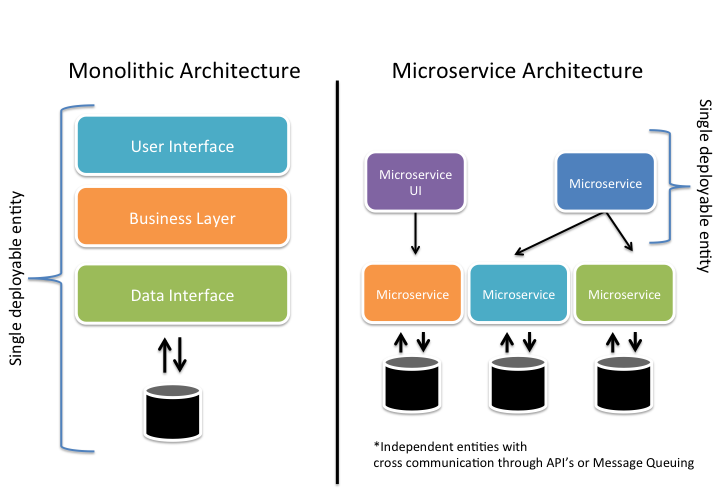 Monolithic Architecture
Single deployable entity
User Interface
Business Layer
Data Interface
Microservice Architecture
Microservice
UI
Microservice
Single deployable
entity
Microservice
Microservice
Microservice
*Independent entities with
cross communication through API's or Message Queuing